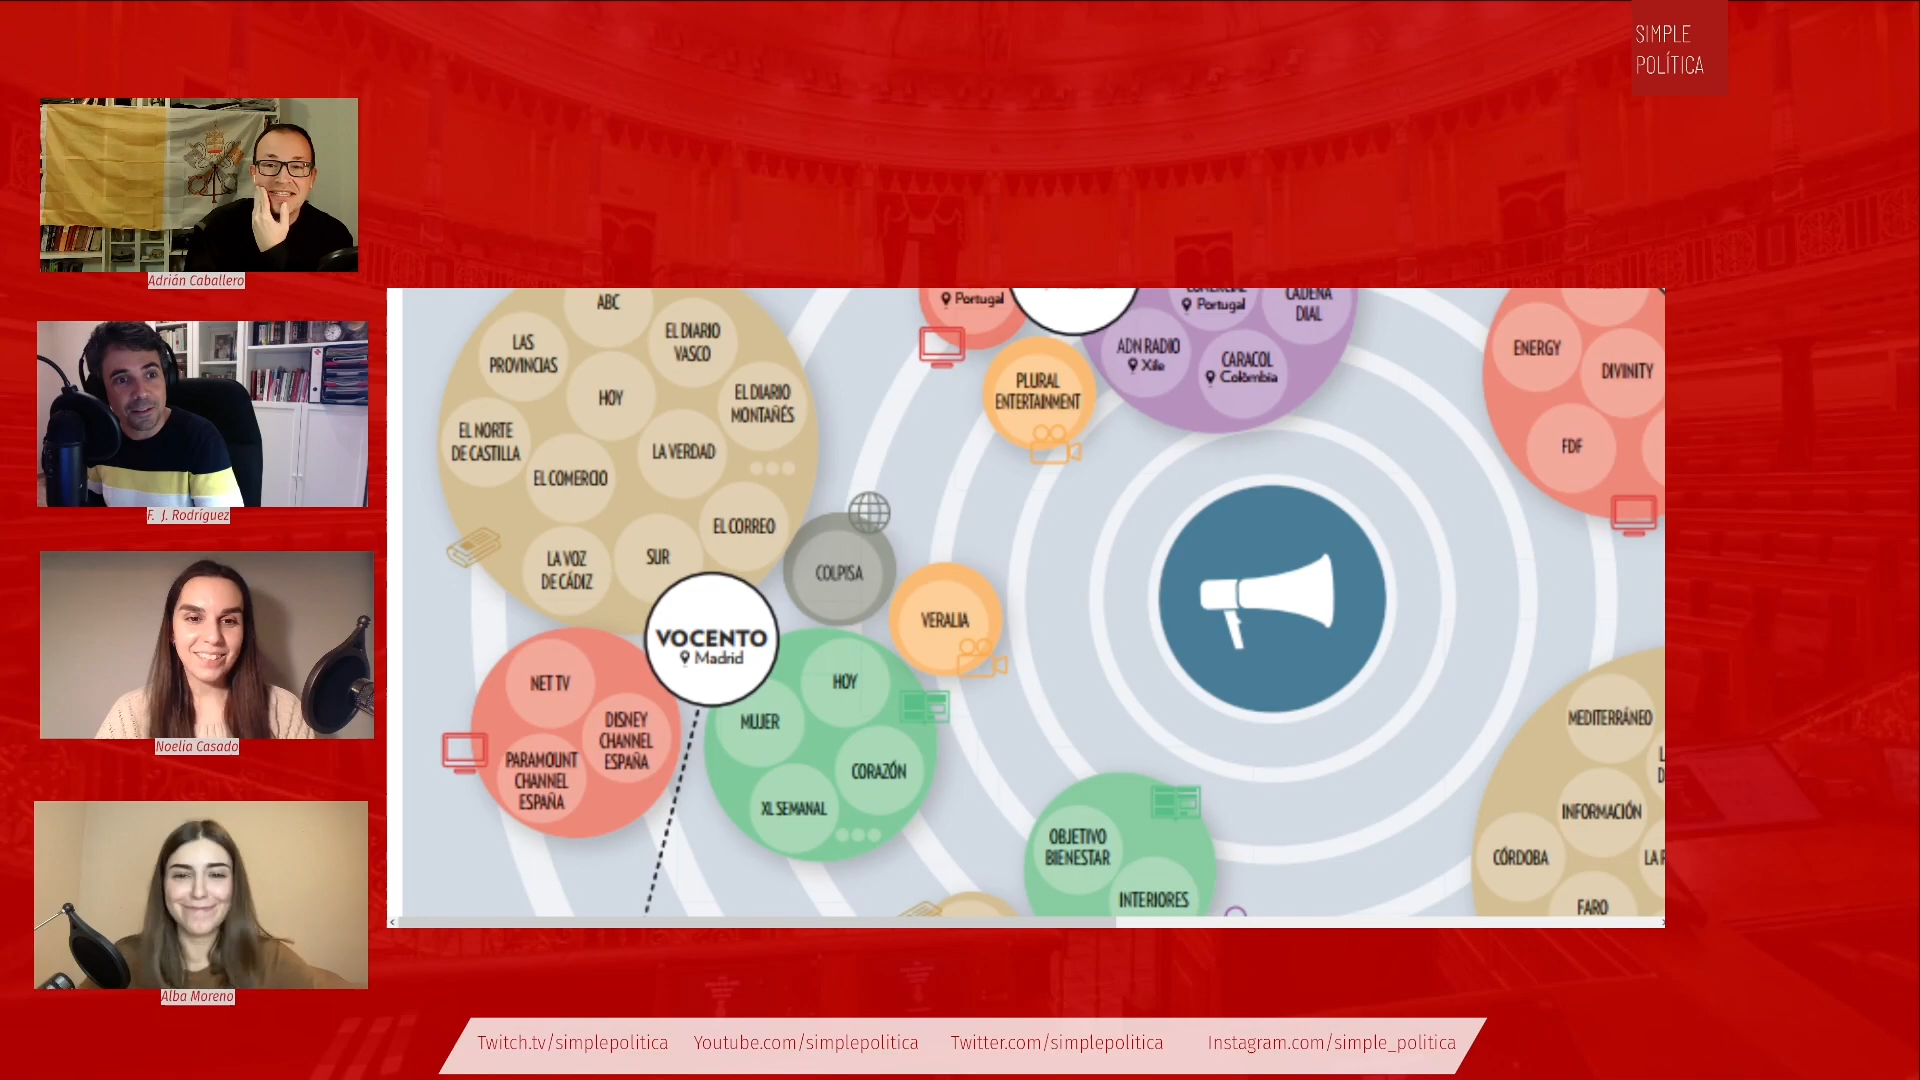 SIMPLE
POLÍTICA
Adrián Caballero
F. J. Rodríguez
Noelia Casado
Alba Moreno
ABC
LAS
PROVINCIAS
EL DIARIO
VASCO
HOY
EL DIARIO
MONTAÑÉS
EL NORTE
DE CASTILLA
LA VERDAD
EL COMERCIO
EL CORREO
LA VOZ
DE CÁDIZ
SUR
COLPISA
VERALIA
VOCENTO
Madrid
NET TV
DISNEY
CHANNEL
ESPAÑA
PARAMOUNT
CHANNEL
ESPAÑA
HOY
MUJER
CORAZÓN
XL SEMANAL
Portugal
PLURAL
ENTERTAINMENT
COMERCIAL
Portugal
CADENA
DIAL
ADN RADIO
Xile
CARACOL
Colòmbia
ENERGY
DIVINITY
FDF
OBJETIVO
BIENESTAR
INTERIORES
MEDITERRÁNEO
INFORMACIÓN
CÓRDOBA
FARO
Twitch.tv/simplepolitica
Youtube.com/simplepolitica
Twitter.com/simplepolitica
Instagram.com/simple_politica